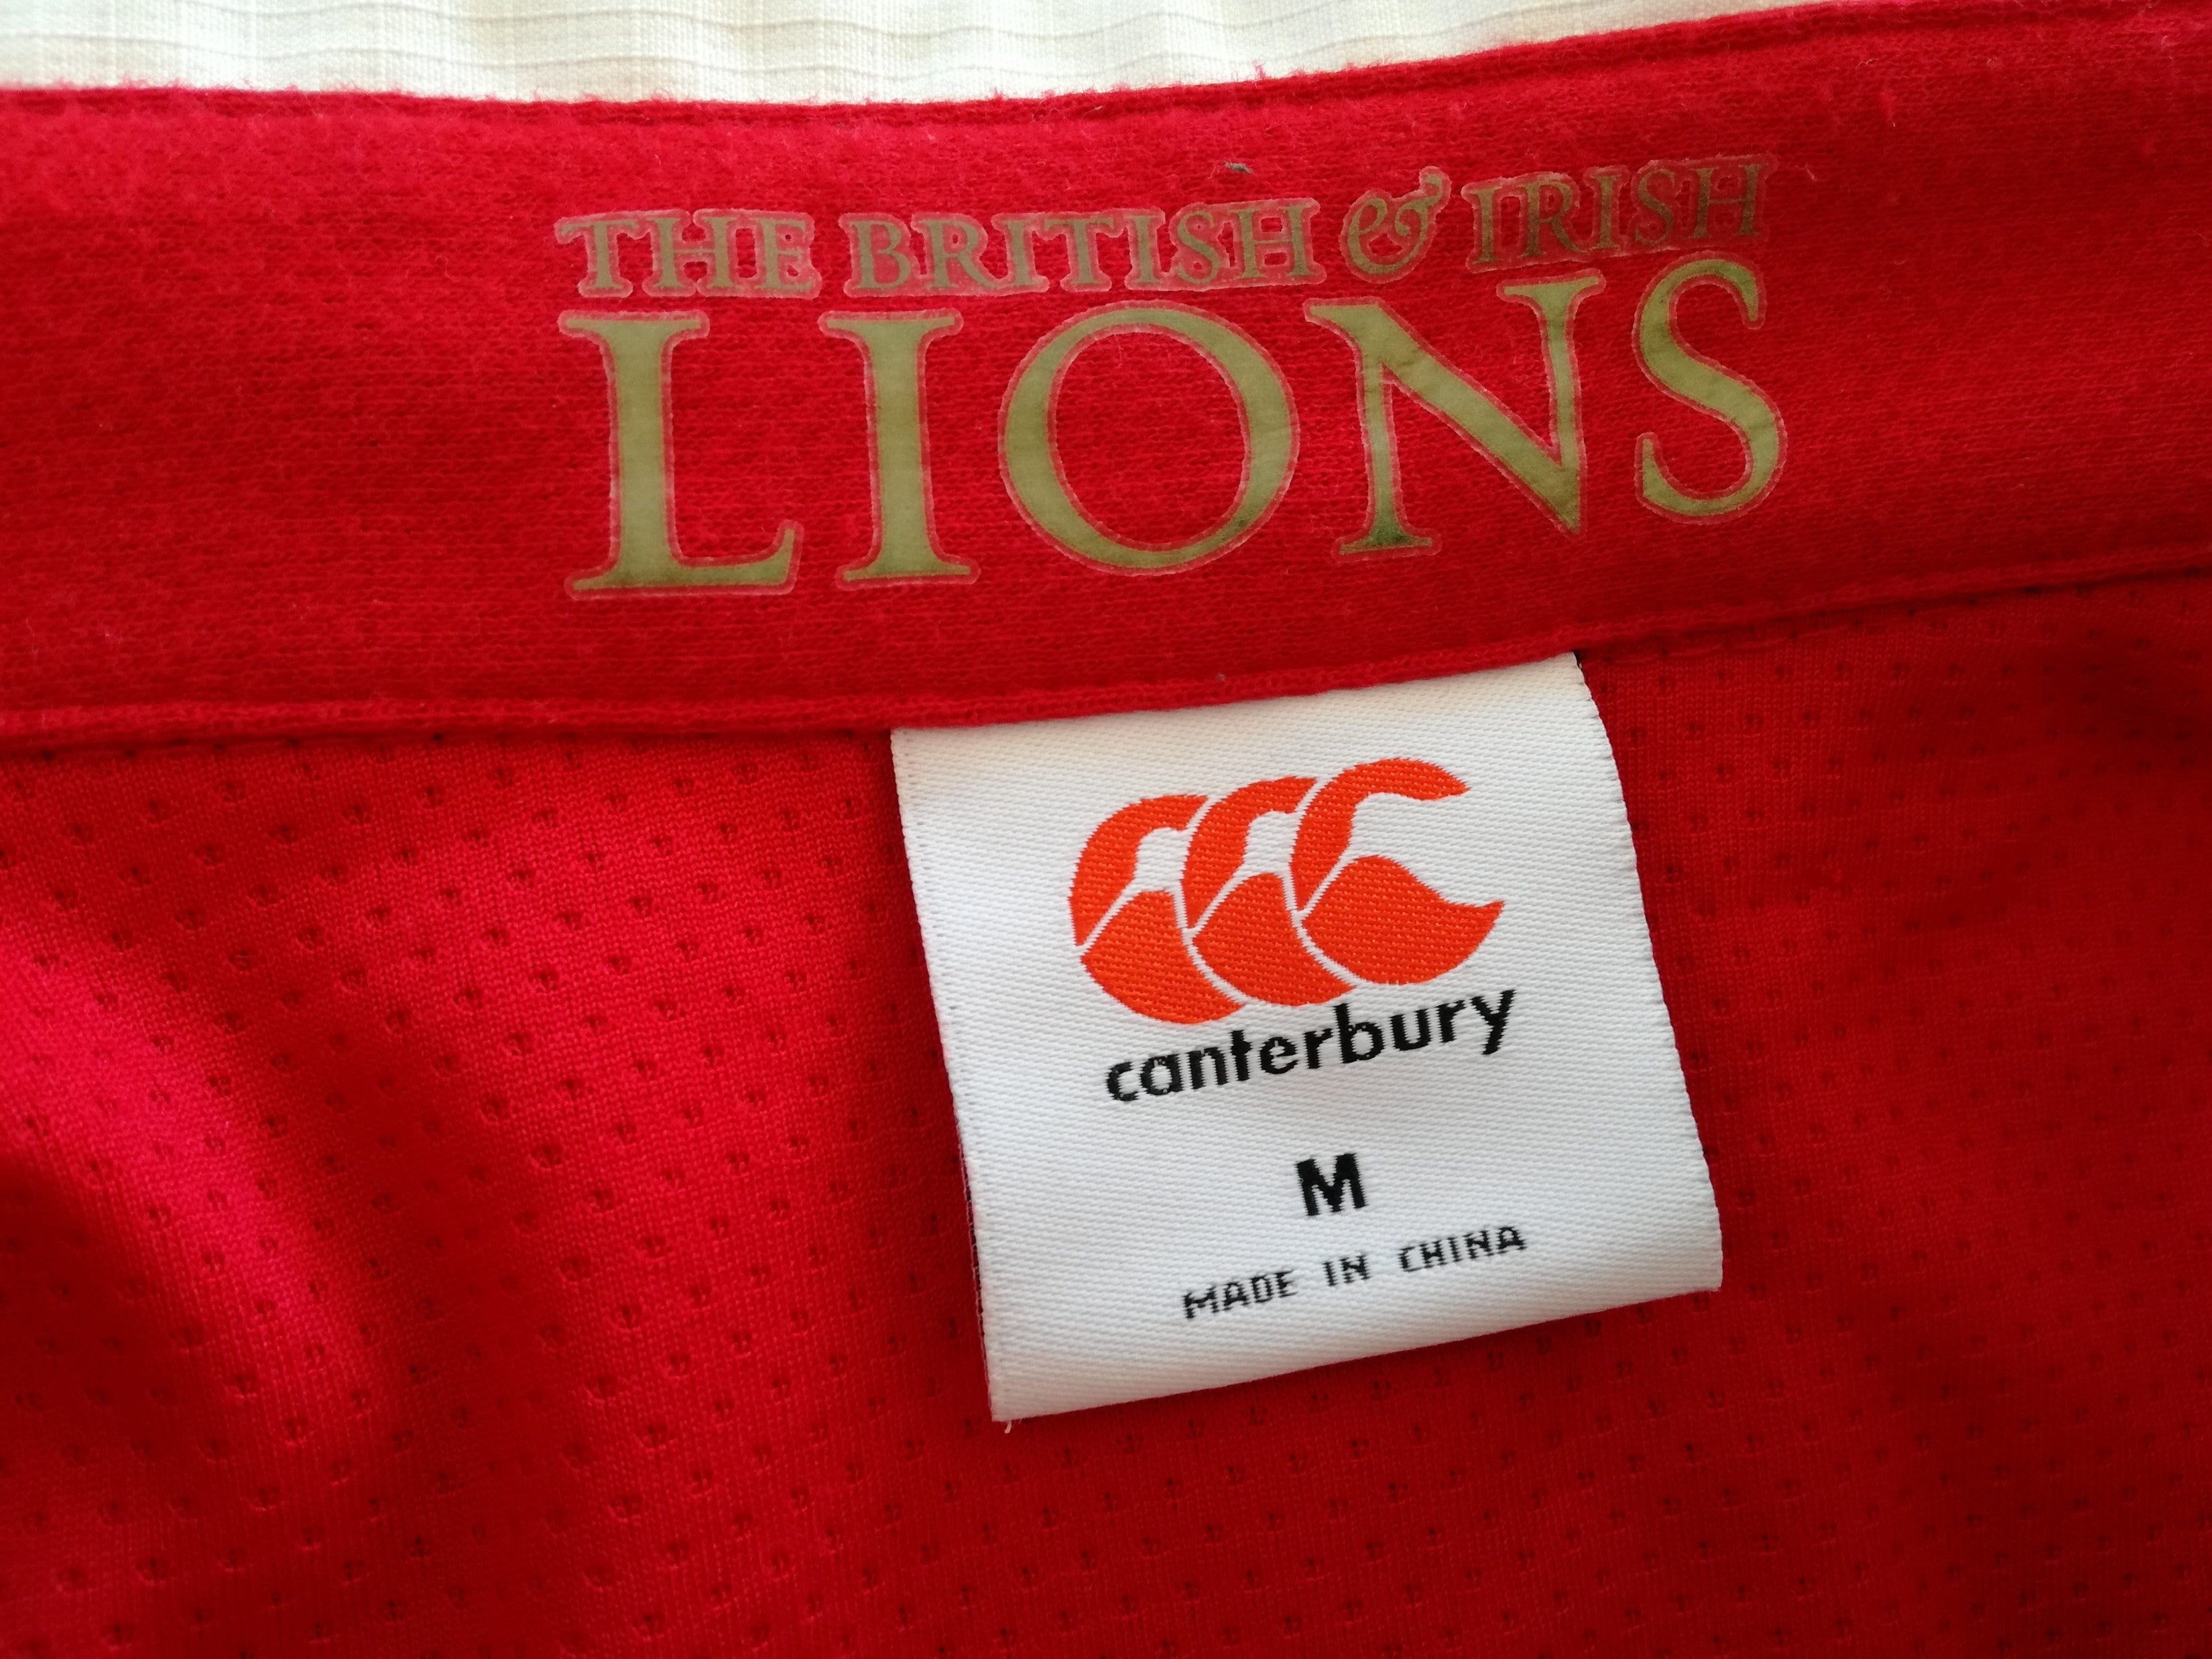 THE BRITISH & IRISH
LIONS
canterbury
M
MADE IN CHINA